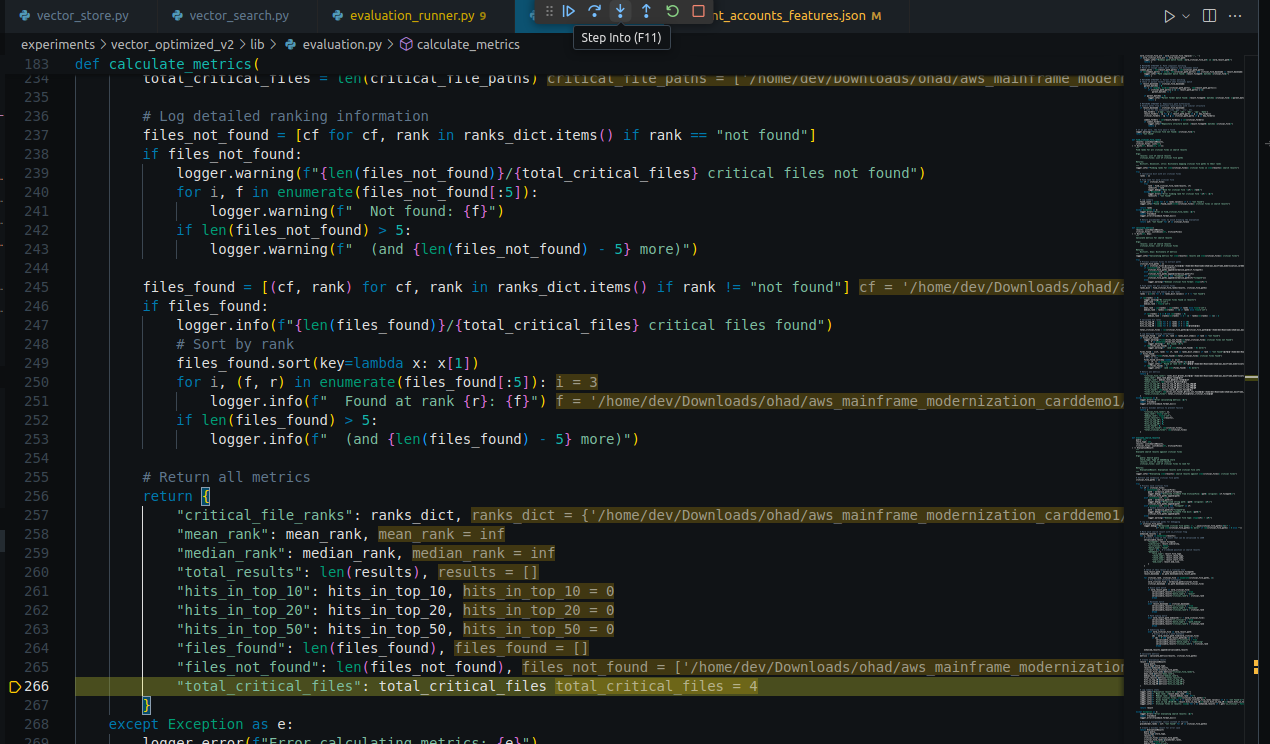 vector_store.py
vector_search.py
evaluation_runner.py 9
nt_accounts_features.json M
Step Into (F11)
experiments > vector_optimized_v2 > lib > evaluation.py > calculate_metrics
183 def calculate_metrics(
234 total_critical_files = len(critical_file_paths) critical_file_paths = ['/home/dev/Downloads/ohad/aws_mainframe_modern
235
236 # Log detailed ranking information
237 files_not_found = [cf for cf, rank in ranks_dict.items() if rank == "not found"]
238 if files_not_found:
239 logger.warning(f"{len(files_not_found)}/{total_critical_files} critical files not found")
240 for i, f in enumerate(files_not_found[:5]):
241 logger.warning(f"  Not found: {f}")
242 if len(files_not_found) > 5:
243 logger.warning(f"  (and {len(files_not_found) - 5} more)")
244
245 files_found = [(cf, rank) for cf, rank in ranks_dict.items() if rank != "not found"] cf = '/home/dev/Downloads/ohad/a
246 if files_found:
247 logger.info(f"{len(files_found)}/{total_critical_files} critical files found")
248 # Sort by rank
249 files_found.sort(key=lambda x: x[1])
250 for i, (f, r) in enumerate(files_found[:5]): i = 3
251 logger.info(f"  Found at rank {r}: {f}") f = '/home/dev/Downloads/ohad/aws_mainframe_modernization_carddemo1/
252 if len(files_found) > 5:
253 logger.info(f"  (and {len(files_found) - 5} more)")
254
255 # Return all metrics
256 return {
257 "critical_file_ranks": ranks_dict, ranks_dict = {'/home/dev/Downloads/ohad/aws_mainframe_modernization_carddemo1/
258 "mean_rank": mean_rank, mean_rank = inf
259 "median_rank": median_rank, median_rank = inf
260 "total_results": len(results), results = []
261 "hits_in_top_10": hits_in_top_10, hits_in_top_10 = 0
262 "hits_in_top_20": hits_in_top_20, hits_in_top_20 = 0
263 "hits_in_top_50": hits_in_top_50, hits_in_top_50 = 0
264 "files_found": len(files_found), files_found = []
265 "files_not_found": len(files_not_found), files_not_found = ['/home/dev/Downloads/ohad/aws_mainframe_modernization
266 "total_critical_files": total_critical_files total_critical_files = 4
267 }
268 except Exception as e:
269 logger.error(f"Error calculating metrics: {e}")